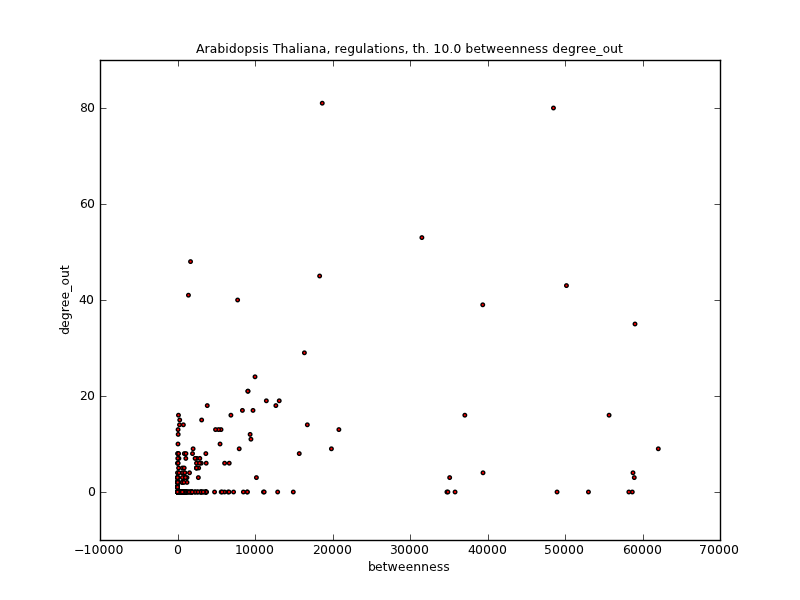 Arabidopsis Thaliana, regulations, th. 10.0 betweenness degree_out
80
60
40
20
0
degree_out
−10000 0 10000 20000 30000 40000 50000 60000 70000
betweenness